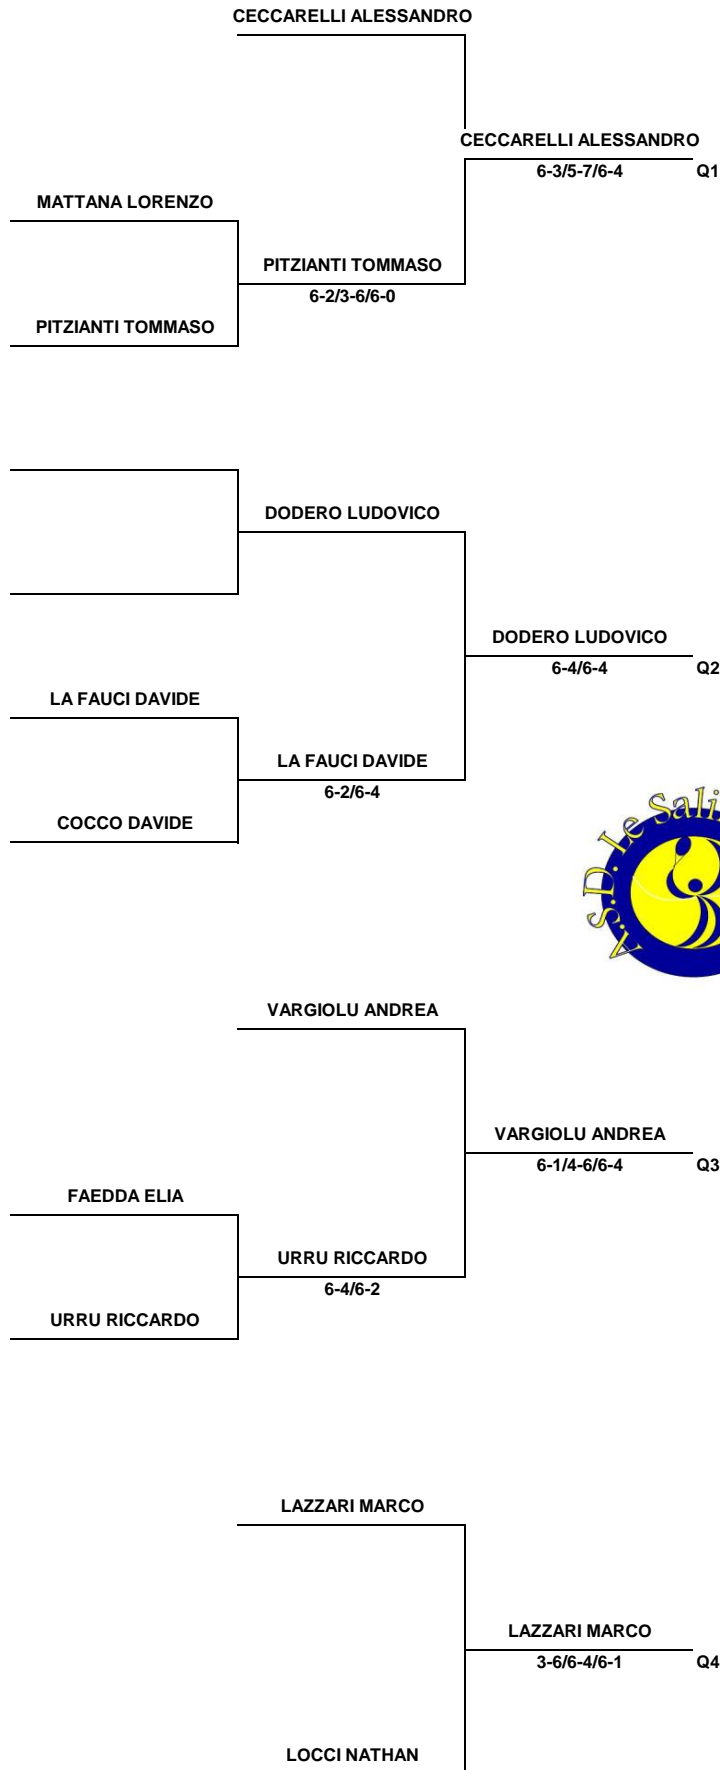 CECCARELLI ALESSANDRO
CECCARELLI ALESSANDRO
6-3/5-7/6-4 Q1
MATTANA LORENZO
PITZIANTI TOMMASO
6-2/3-6/6-0
PITZIANTI TOMMASO
DODERO LUDOVICO
DODERO LUDOVICO
6-4/6-4 Q2
LA FAUCI DAVIDE
LA FAUCI DAVIDE
6-2/6-4
COCCO DAVIDE
A.S.D. Le Sali
VARGIOLU ANDREA
VARGIOLU ANDREA
6-1/4-6/6-4 Q3
FAEDDA ELIA
URRU RICCARDO
6-4/6-2
URRU RICCARDO
LAZZARI MARCO
LAZZARI MARCO
3-6/6-4/6-1 Q4
LOCCI NATHAN